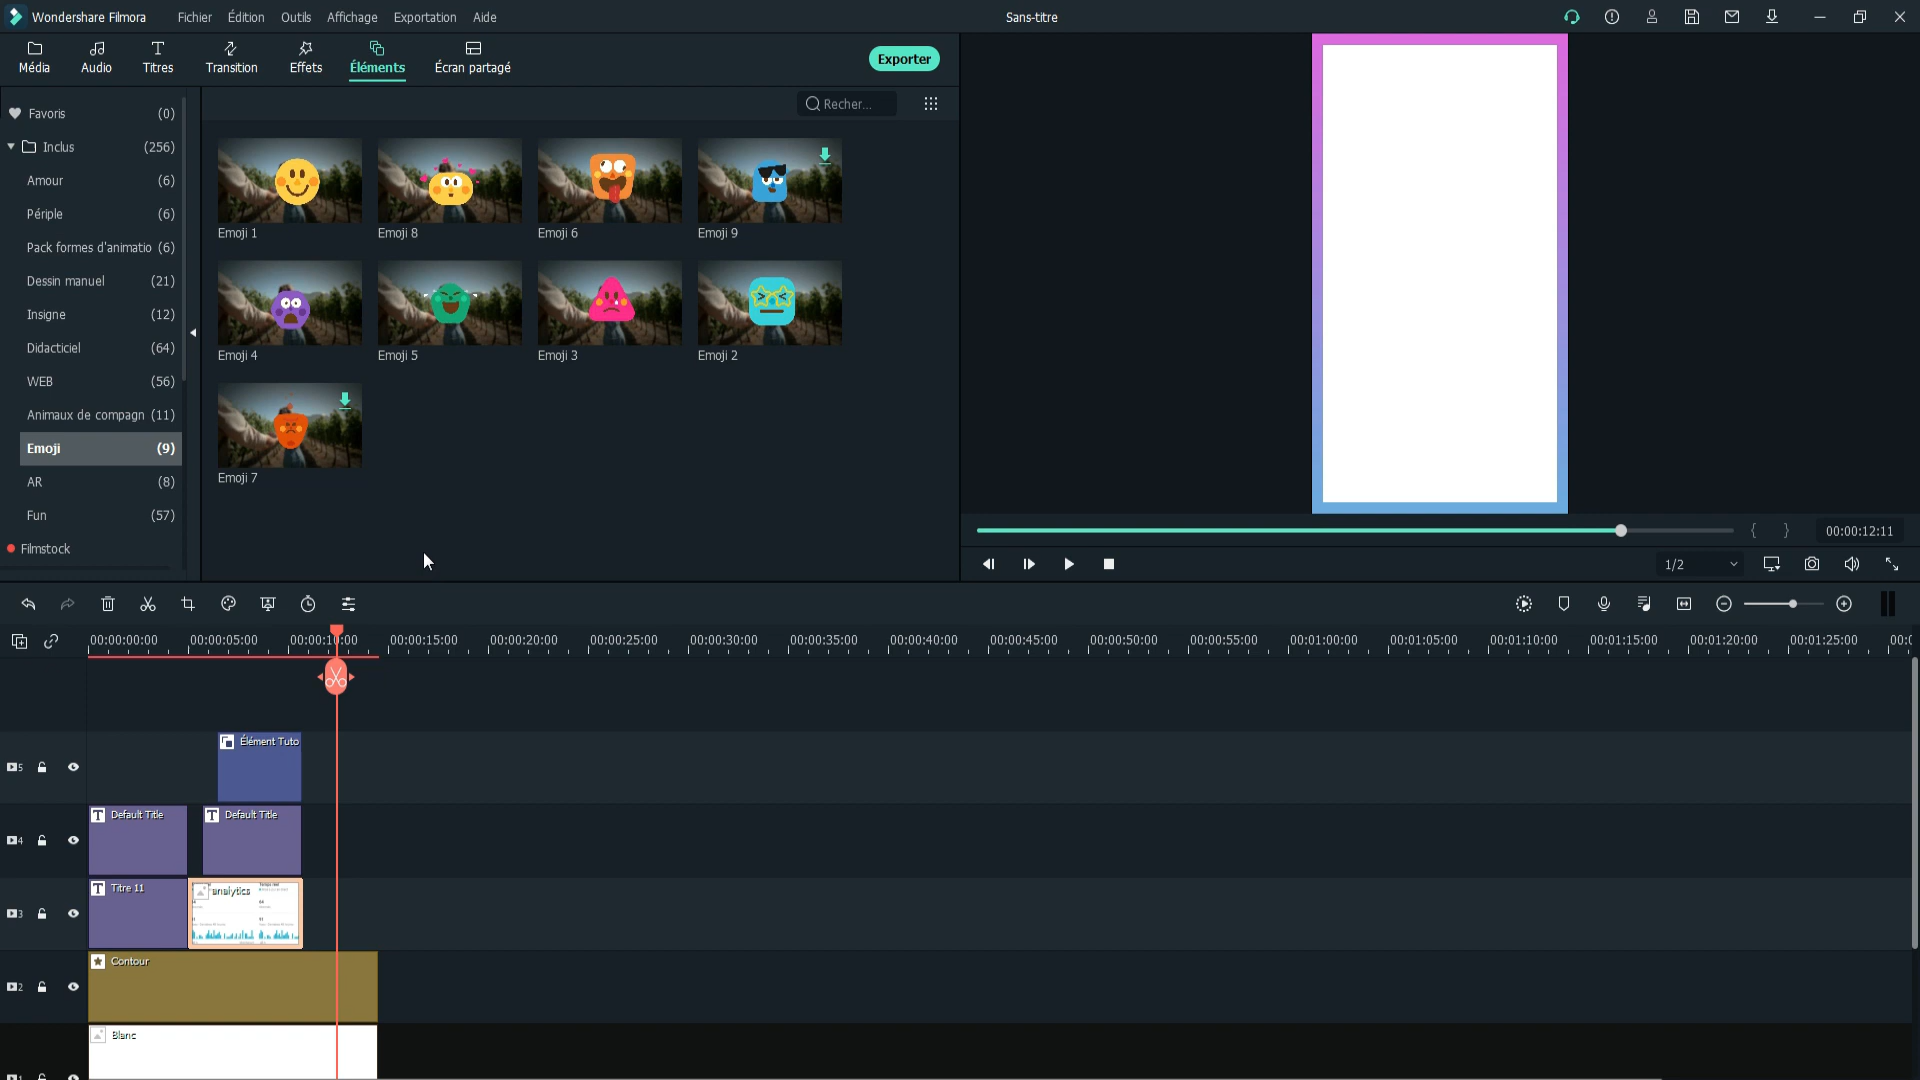 Wondershare Filmora
Fichier Édition Outils Affichage Exportation Aide
Sans-titre
Média Audio Titres Transition Effets Éléments Écran partagé
Exporter
Favoris (0)
Inclus (256)
Amour (6)
Périple (6)
Pack formes d'animatio (6)
Dessin manuel (21)
Insigne (12)
Didacticiel (64)
WEB (56)
Animaux de compagn (11)
Emoji (9)
AR (8)
Fun (57)
Filmstock
Recher...
Emoji 1 Emoji 8 Emoji 6 Emoji 9
Emoji 4 Emoji 5 Emoji 3 Emoji 2
Emoji 7
00:00:12:11
1/2
00:00:00:00 00:00:05:00 00:00:10:00 00:00:15:00 00:00:20:00 00:00:25:00 00:00:30:00 00:00:35:00 00:00:40:00 00:00:45:00 00:00:50:00 00:00:55:00 00:01:00:00 00:01:05:00 00:01:10:00 00:01:15:00 00:01:20:00 00:01:25:00 00:0
5
Élément Tuto
4
Default Title Default Title
3
Titre 11 analytics
2
Contour
Blanc